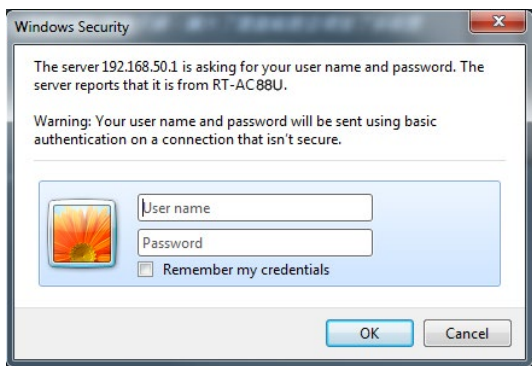 Windows Security
The server 192.168.50.1 is asking for your user name and password. The
server reports that it is from RT-AC88U.
Warning: Your user name and password will be sent using basic
authentication on a connection that isn't secure.
User name
Password
Remember my credentials
OK
Cancel